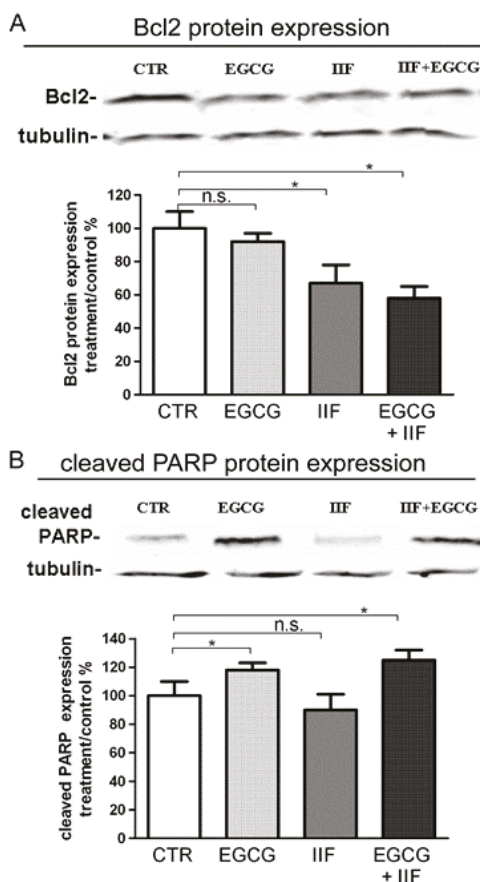 A
Bcl2 protein expression
CTR EGCG IIF IIF+EGCG
Bcl2-
tubulin-
*
*
n.s.
Bcl2 protein expression
treatment/control %
120
100
80
60
40
20
0
CTR EGCG IIF EGCG
+ IIF
B
cleaved PARP protein expression
CTR EGCG IIF IIF+EGCG
cleaved
PARP-
tubulin-
*
n.s.
*
cleaved PARP expression
treatment/control %
140
120
100
80
60
40
20
0
CTR EGCG IIF EGCG
+ IIF